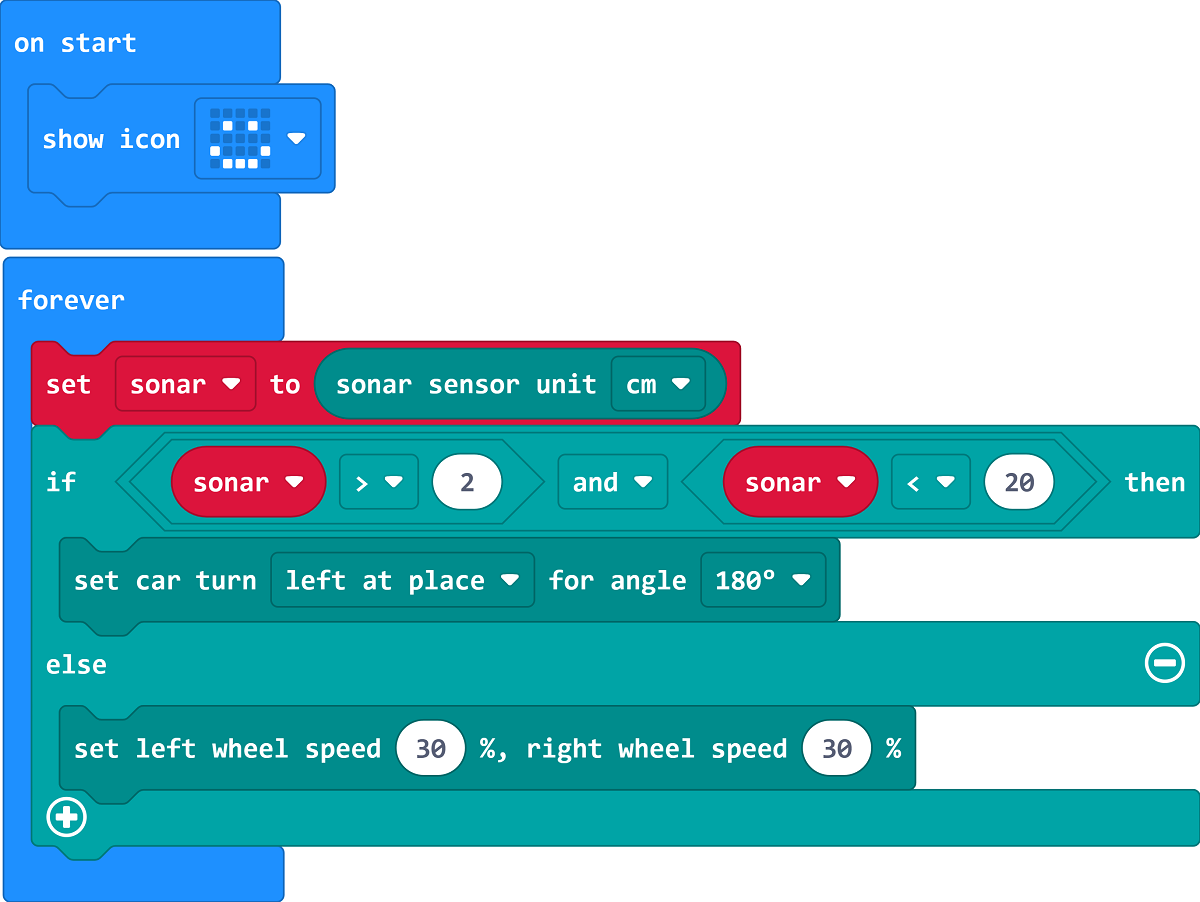 on start
show icon
forever
set sonar to sonar sensor unit cm
if sonar > 2 and sonar < 20 then
set car turn left at place for angle 180°
else
set left wheel speed 30 %, right wheel speed 30 %